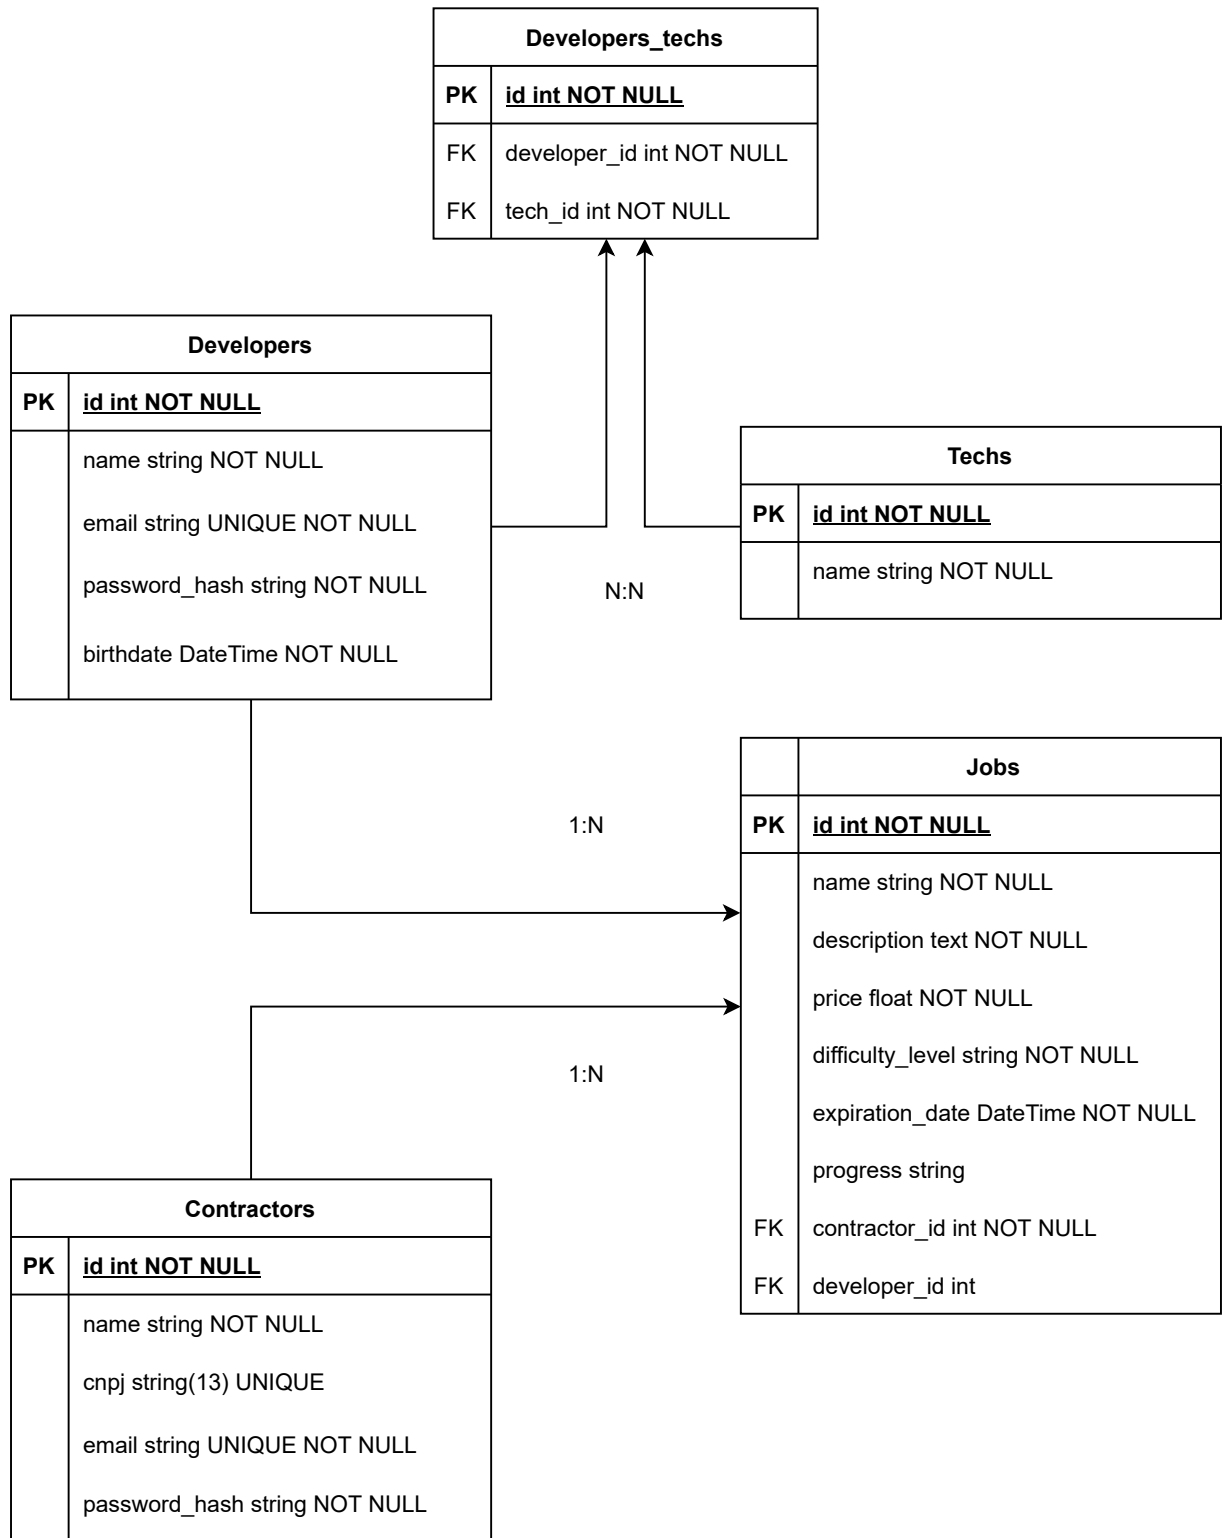 Developers_techs
PK id int NOT NULL
FK developer_id int NOT NULL
FK tech_id int NOT NULL
Developers
PK id int NOT NULL
name string NOT NULL
email string UNIQUE NOT NULL
password_hash string NOT NULL
birthdate DateTime NOT NULL
Techs
PK id int NOT NULL
name string NOT NULL
N:N
Jobs
PK id int NOT NULL
name string NOT NULL
description text NOT NULL
price float NOT NULL
difficulty_level string NOT NULL
expiration_date DateTime NOT NULL
progress string
FK contractor_id int NOT NULL
FK developer_id int
1:N
1:N
Contractors
PK id int NOT NULL
name string NOT NULL
cnpj string(13) UNIQUE
email string UNIQUE NOT NULL
password_hash string NOT NULL